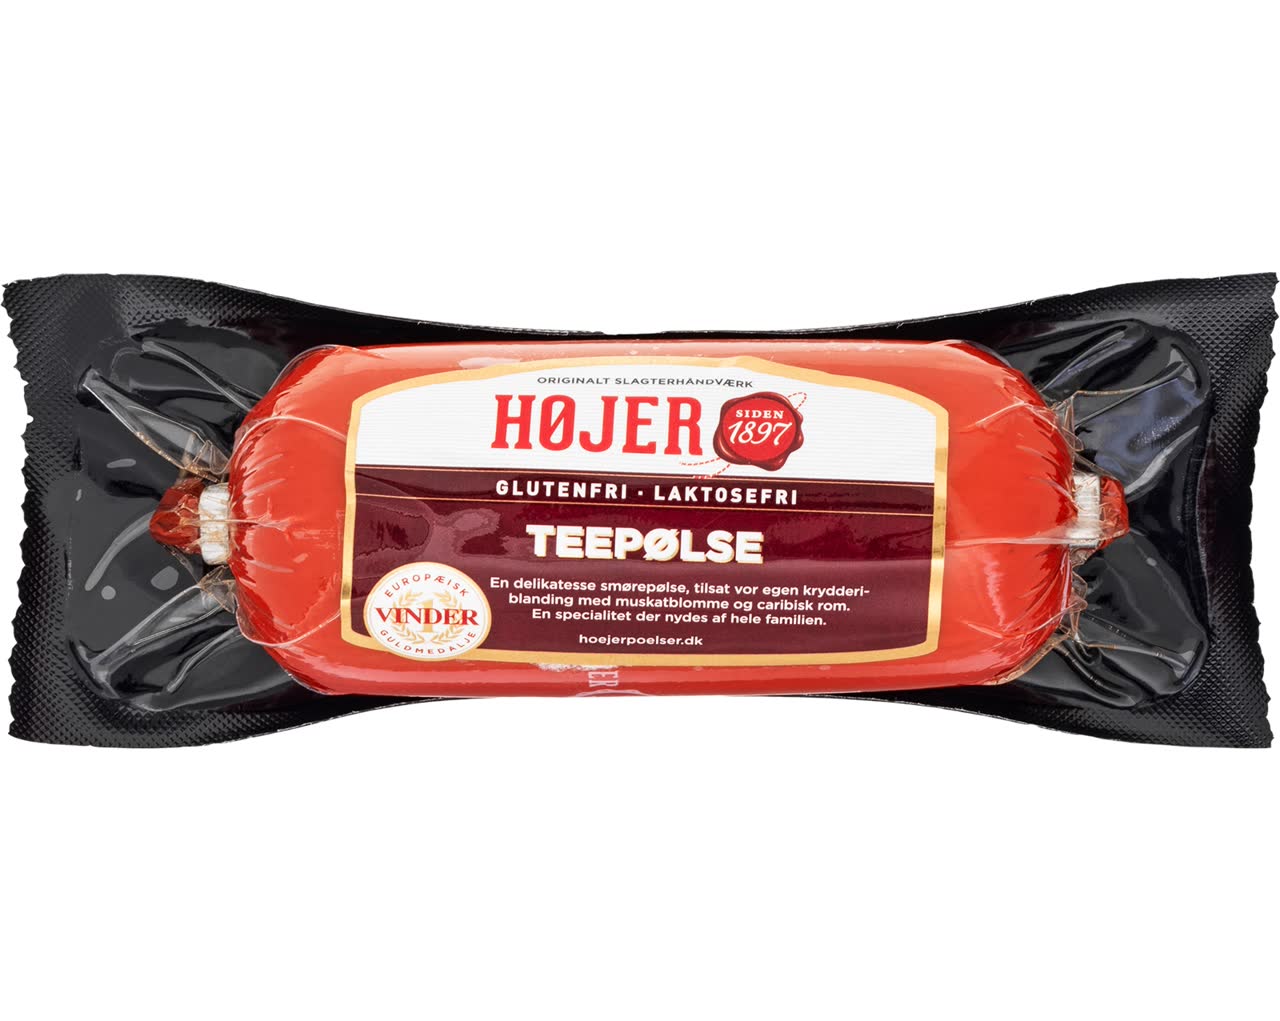 ORIGINALT SLAGTERHÅNDVÆRK
HØJER
SIDEN
1897
GLUTENFRI · LAKTOSEFRI
TEEPØLSE
En delikatesse smørepølse, tilsat vor egen krydderi-
blanding med muskatblomme og caribisk rom.
En specialitet der nydes af hele familien.
hoejerpoelser.dk
EUROPÆISK
VINDER
GULDMEDALJE